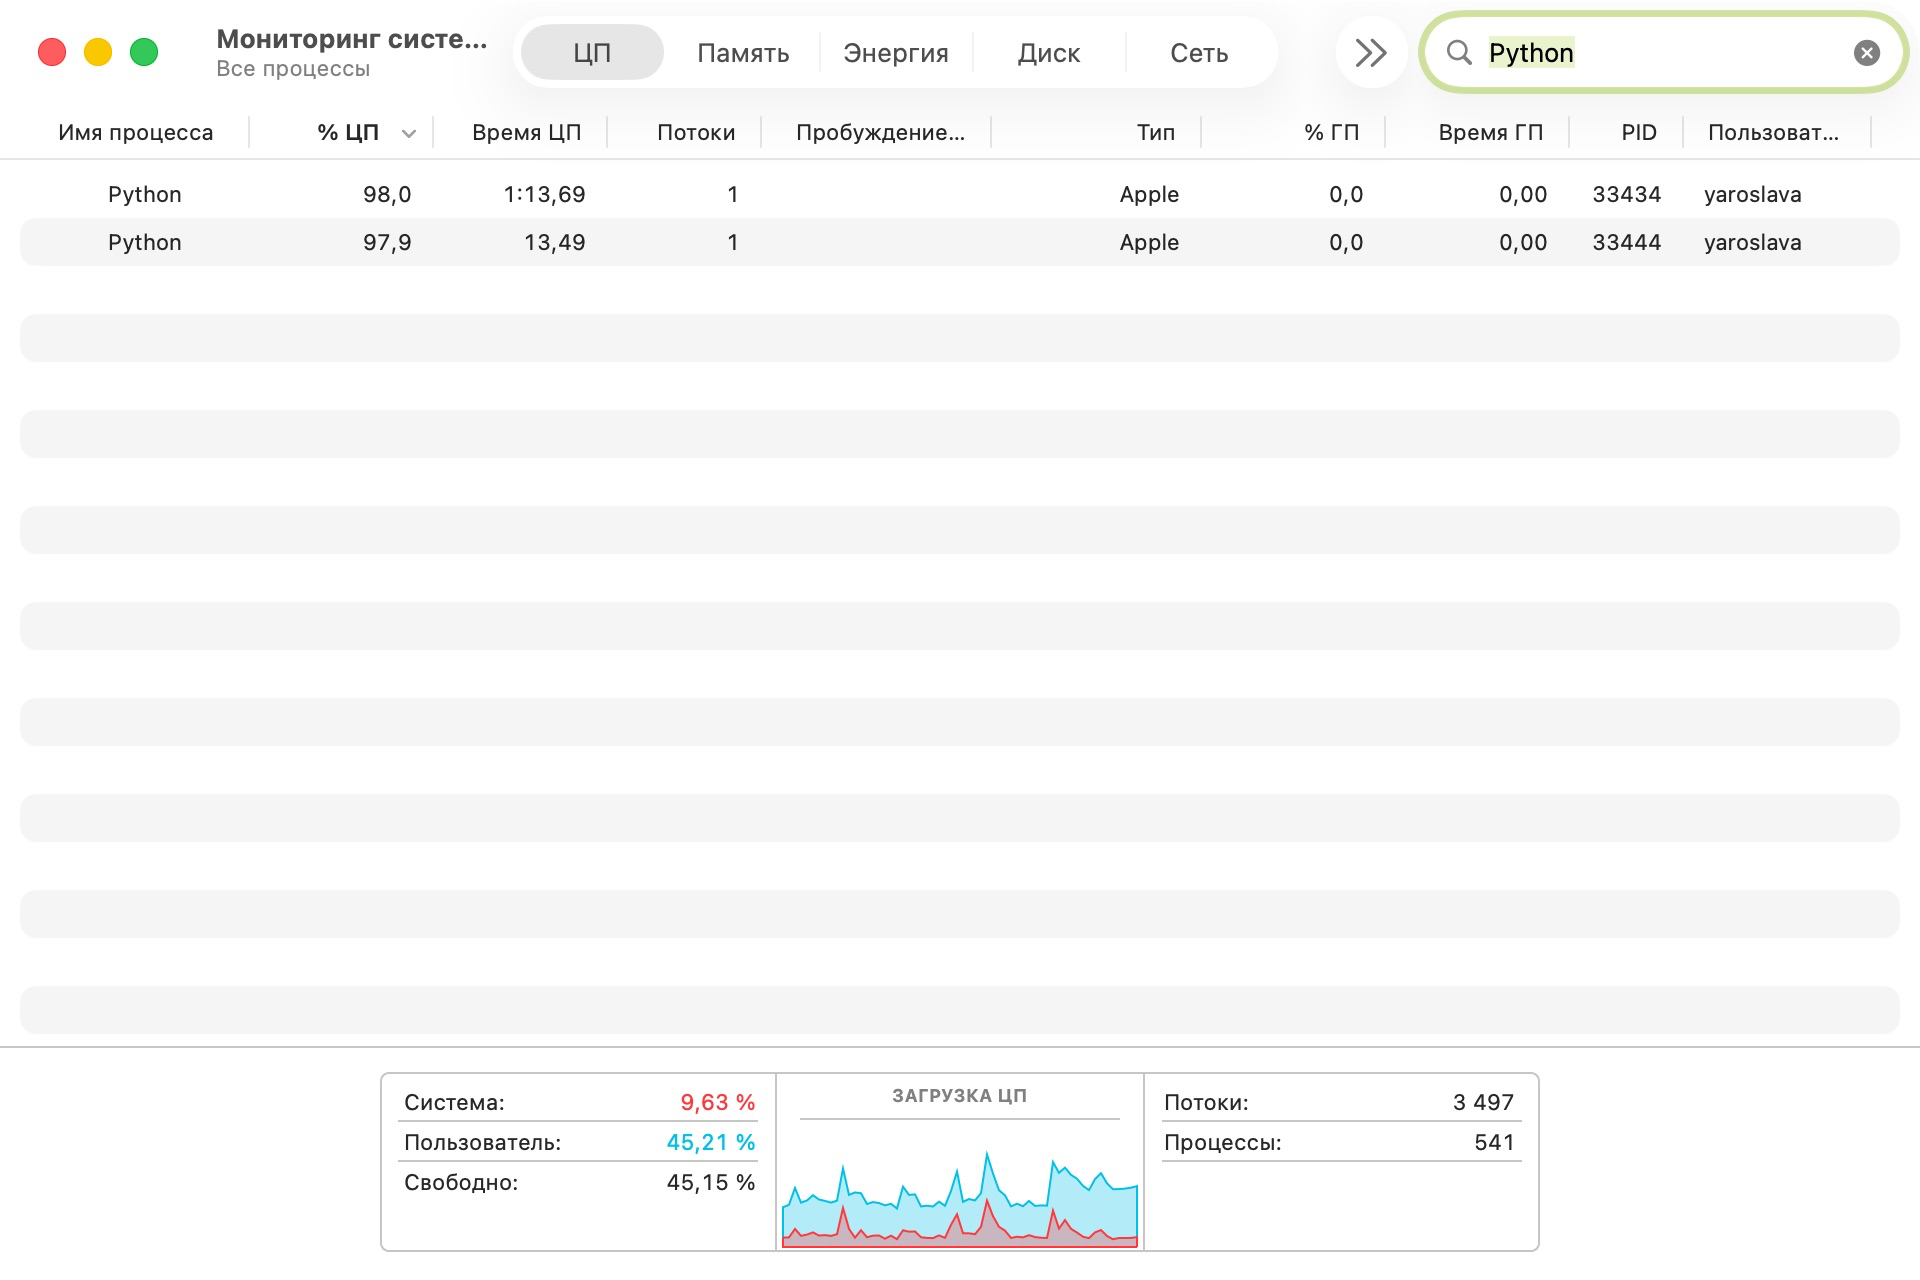 Мониторинг систе...
Все процессы
ЦП Память Энергия Диск Сеть
Python
Имя процесса % ЦП Время ЦП Потоки Пробуждение... Тип % ГП Время ГП PID Пользоват...
Python 98,0 1:13,69 1 Apple 0,0 0,00 33434 yaroslava
Python 97,9 13,49 1 Apple 0,0 0,00 33444 yaroslava
Система: 9,63 %
Пользователь: 45,21 %
Свободно: 45,15 %
ЗАГРУЗКА ЦП
Потоки: 3 497
Процессы: 541